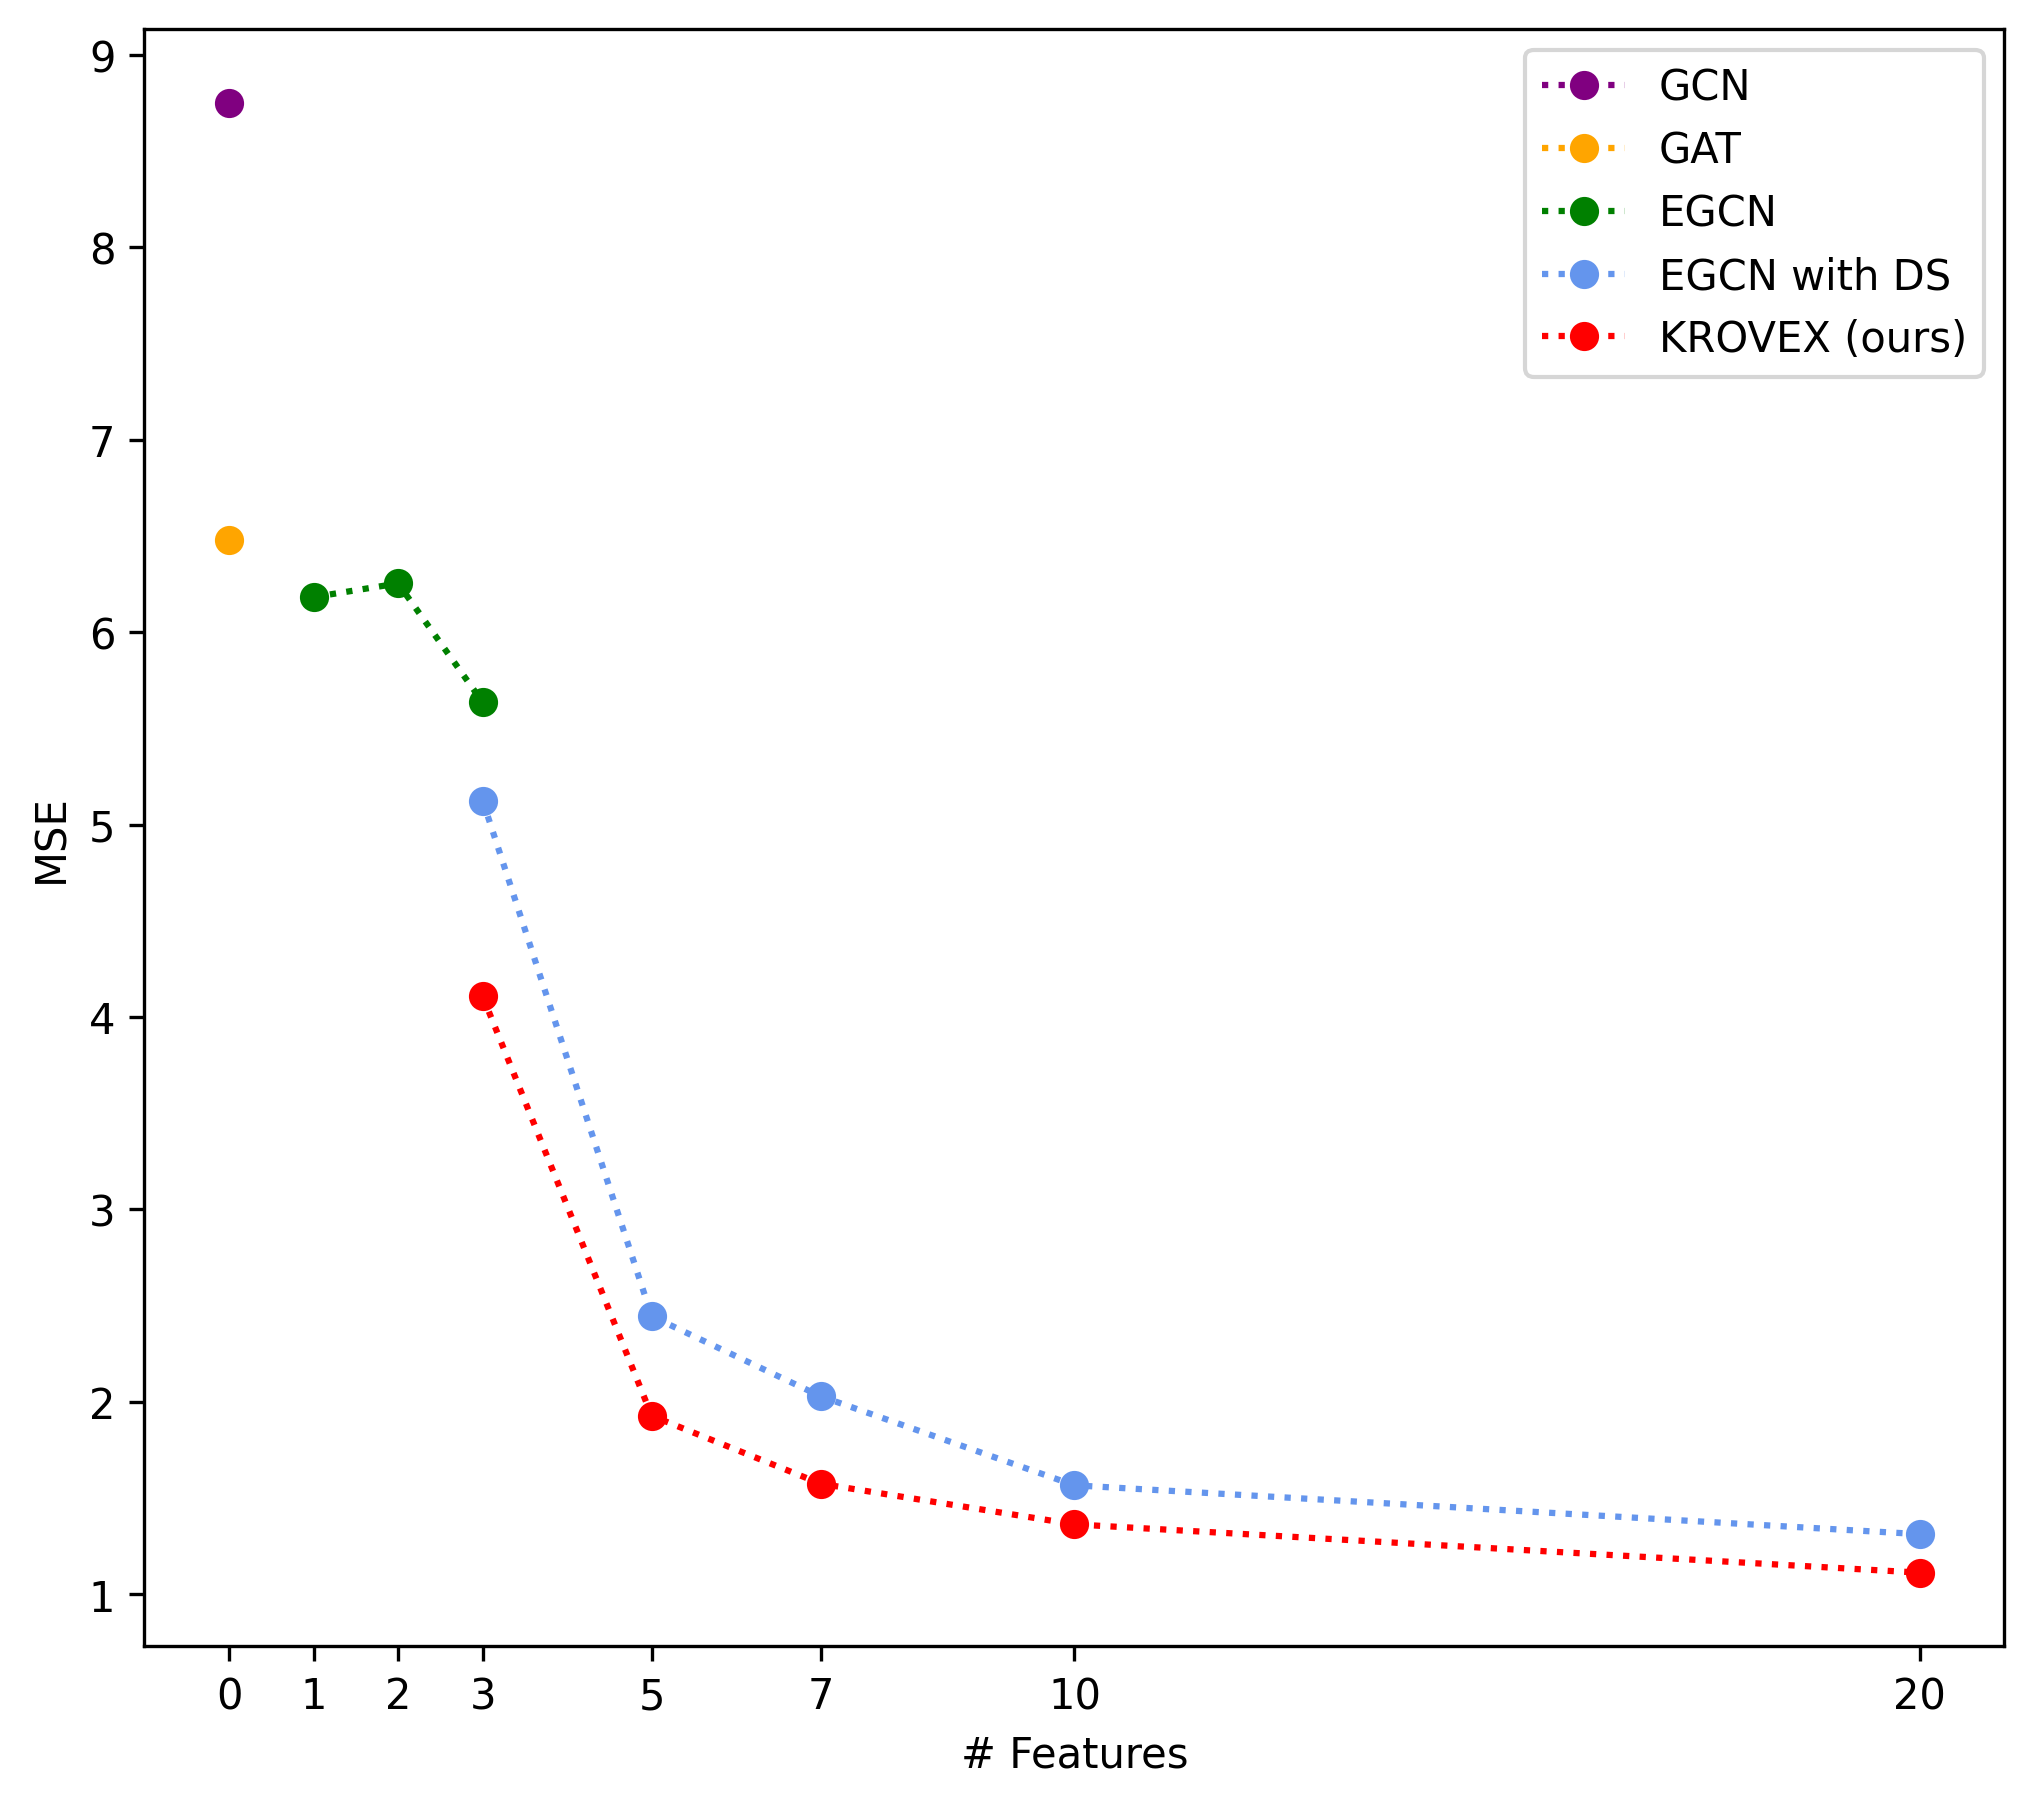 9
8
7
6
5
4
3
2
1
MSE
GCN
GAT
EGCN
EGCN with DS
KROVEX (ours)
0 1 2 3 5 7 10 20
# Features